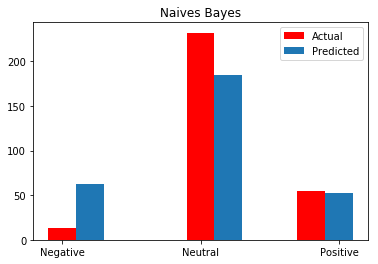 Naives Bayes
Actual
Predicted
200
150
100
50
0
Negative
Neutral
Positive